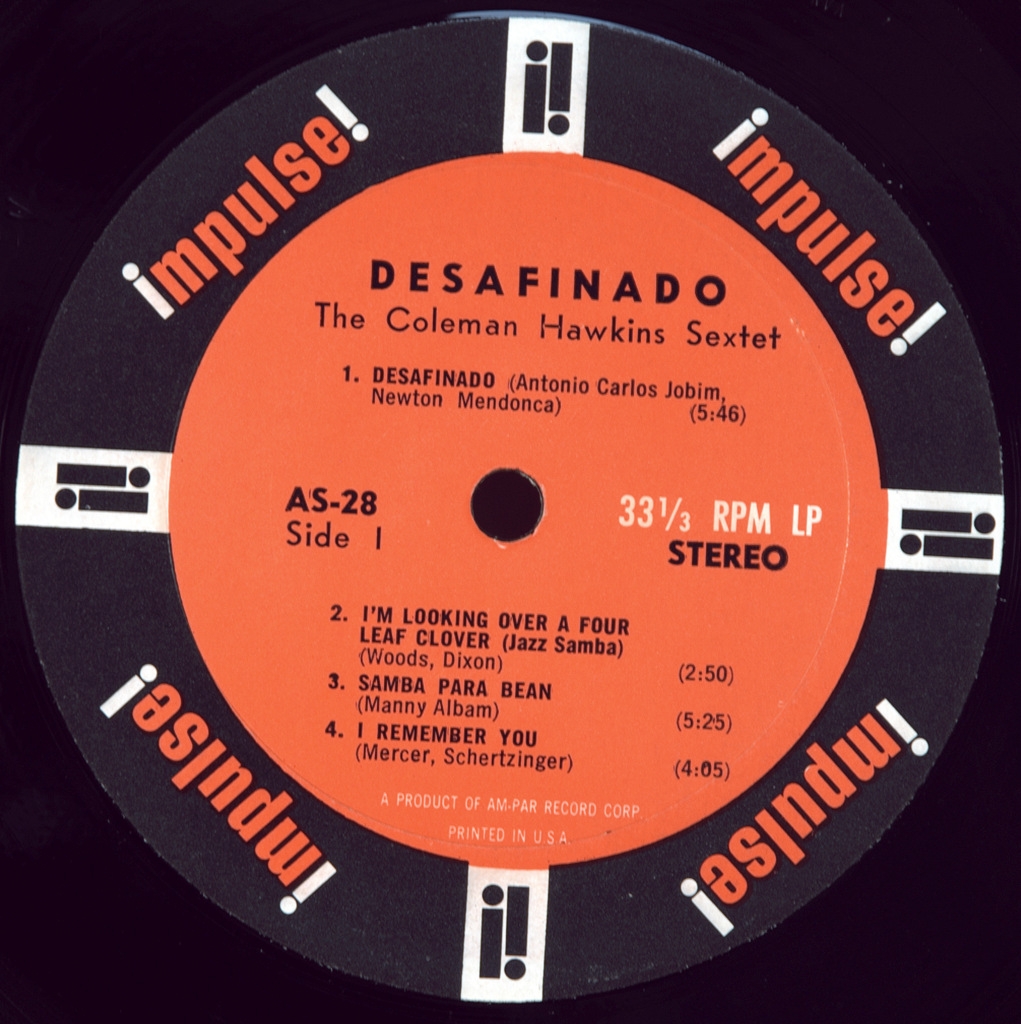 impulse!
impulse!
DESAFINADO
The Coleman Hawkins Sextet
1. DESAFINADO (Antonio Carlos Jobim,
Newton Mendonca) (5:46)
AS-28
Side 1
33 1/3 RPM LP
STEREO
2. I'M LOOKING OVER A FOUR
LEAF CLOVER (Jazz Samba)
(Woods, Dixon) (2:50)
3. SAMBA PARA BEAN
(Manny Albam) (5:25)
4. I REMEMBER YOU
(Mercer, Schertzinger) (4:05)
A PRODUCT OF AM-PAR RECORD CORP.
PRINTED IN U.S.A.
impulse!
impulse!